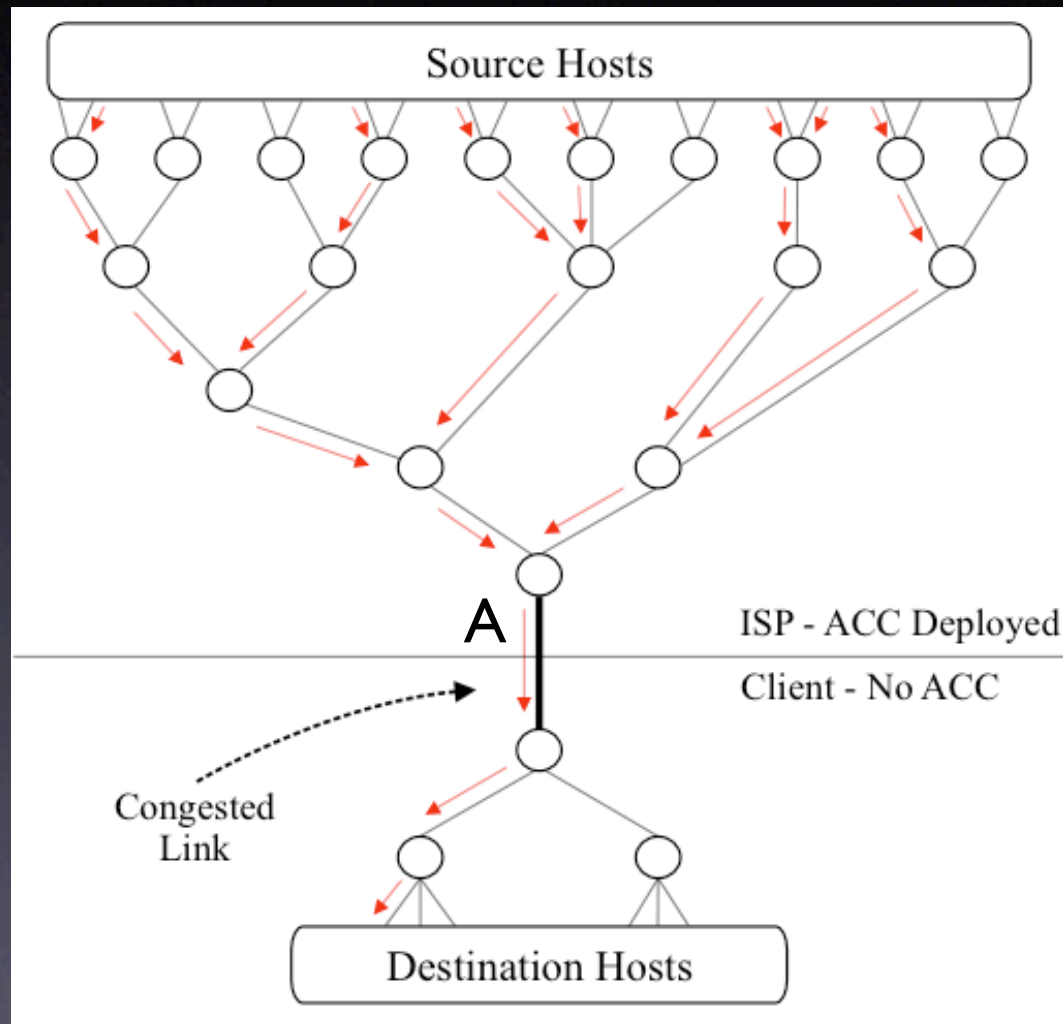 Source Hosts
A
ISP - ACC Deployed
Client - No ACC
Congested
Link
Destination Hosts